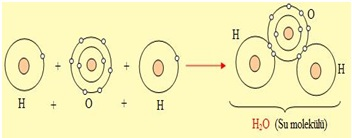 O
H H
+ + +
H O H
+ +
H₂O (Su molekülü)